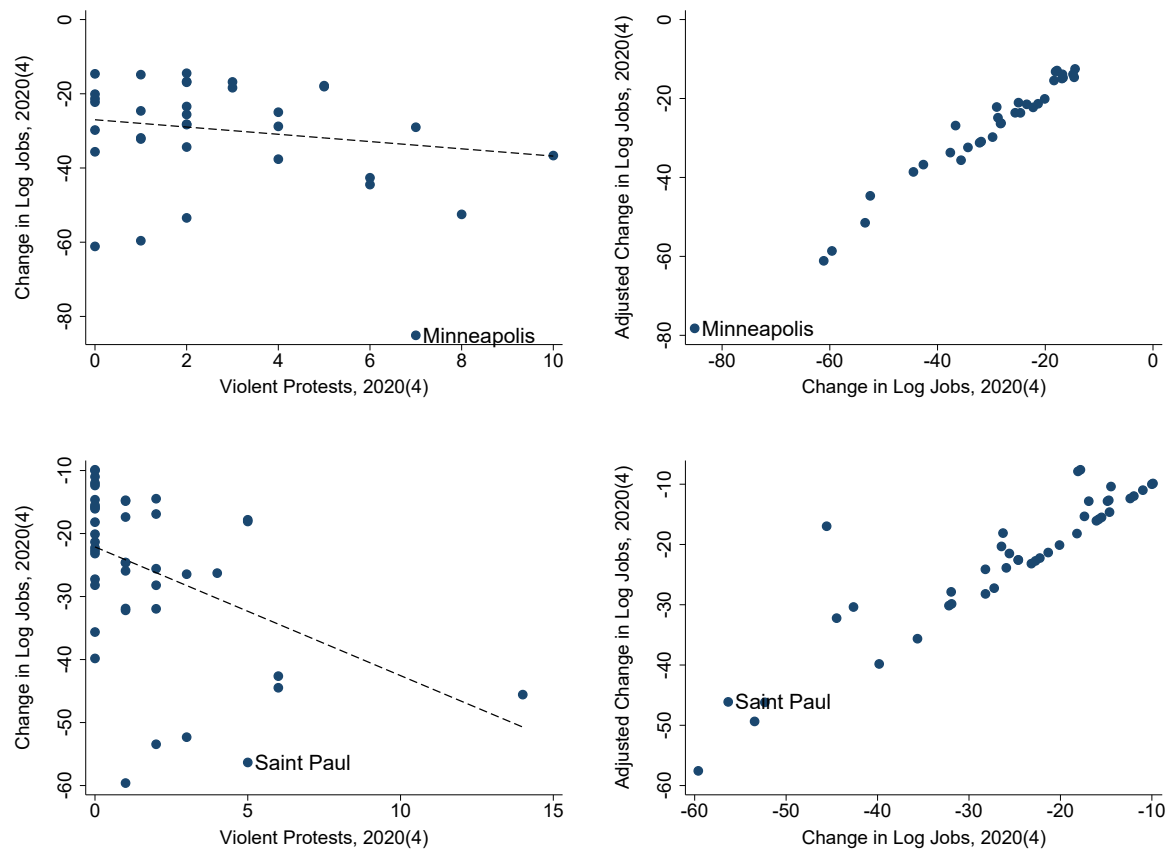 Change in Log Jobs, 2020(4)
0
-20
-40
-60
-80
Minneapolis
0 2 4 6 8 10
Violent Protests, 2020(4)
Adjusted Change in Log Jobs, 2020(4)
0
-20
-40
-60
-80
Minneapolis
-80 -60 -40 -20 0
Change in Log Jobs, 2020(4)
Change in Log Jobs, 2020(4)
-10
-20
-30
-40
-50
-60
Saint Paul
0 5 10 15
Violent Protests, 2020(4)
Adjusted Change in Log Jobs, 2020(4)
-10
-20
-30
-40
-50
-60
Saint Paul
-60 -50 -40 -30 -20 -10
Change in Log Jobs, 2020(4)